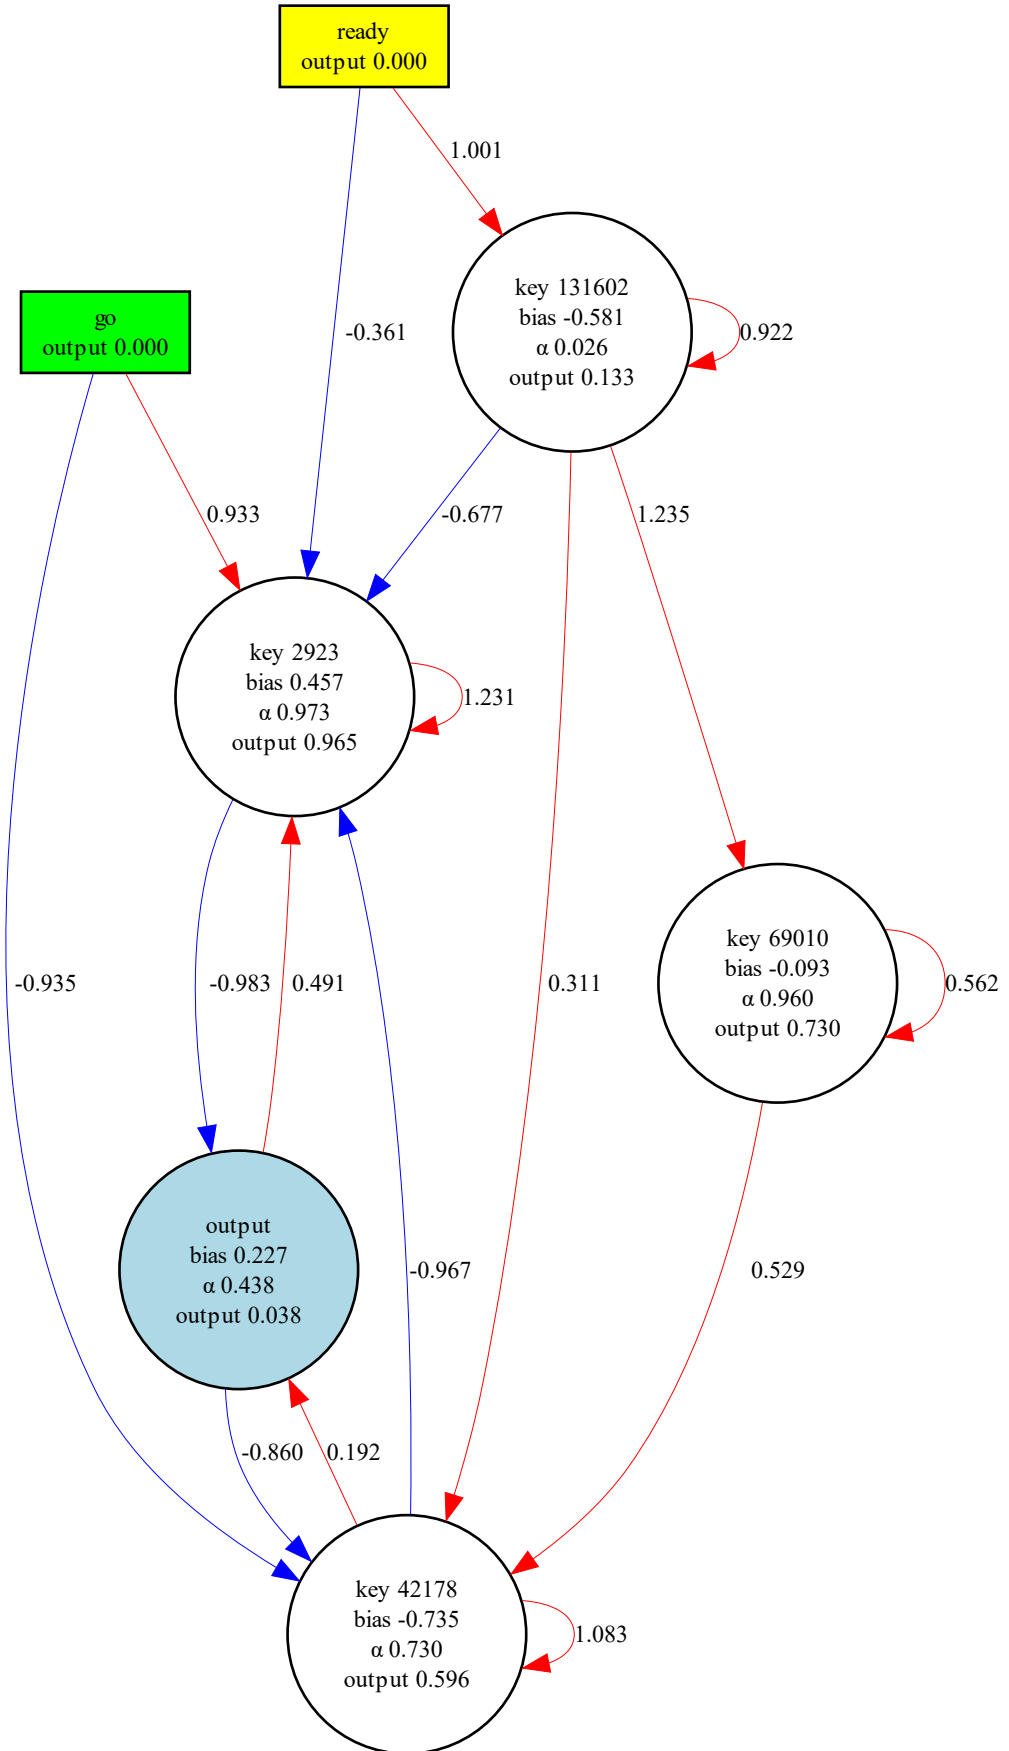 ready
output 0.000
1.001
go
output 0.000
-0.361
key 131602
bias -0.581
α 0.026
output 0.133
0.922
0.933
-0.677
1.235
key 2923
bias 0.457
α 0.973
output 0.965
1.231
-0.935
-0.983
0.491
0.311
key 69010
bias -0.093
α 0.960
output 0.730
0.562
output
bias 0.227
α 0.438
output 0.038
-0.967
0.529
-0.860
0.192
key 42178
bias -0.735
α 0.730
output 0.596
1.083